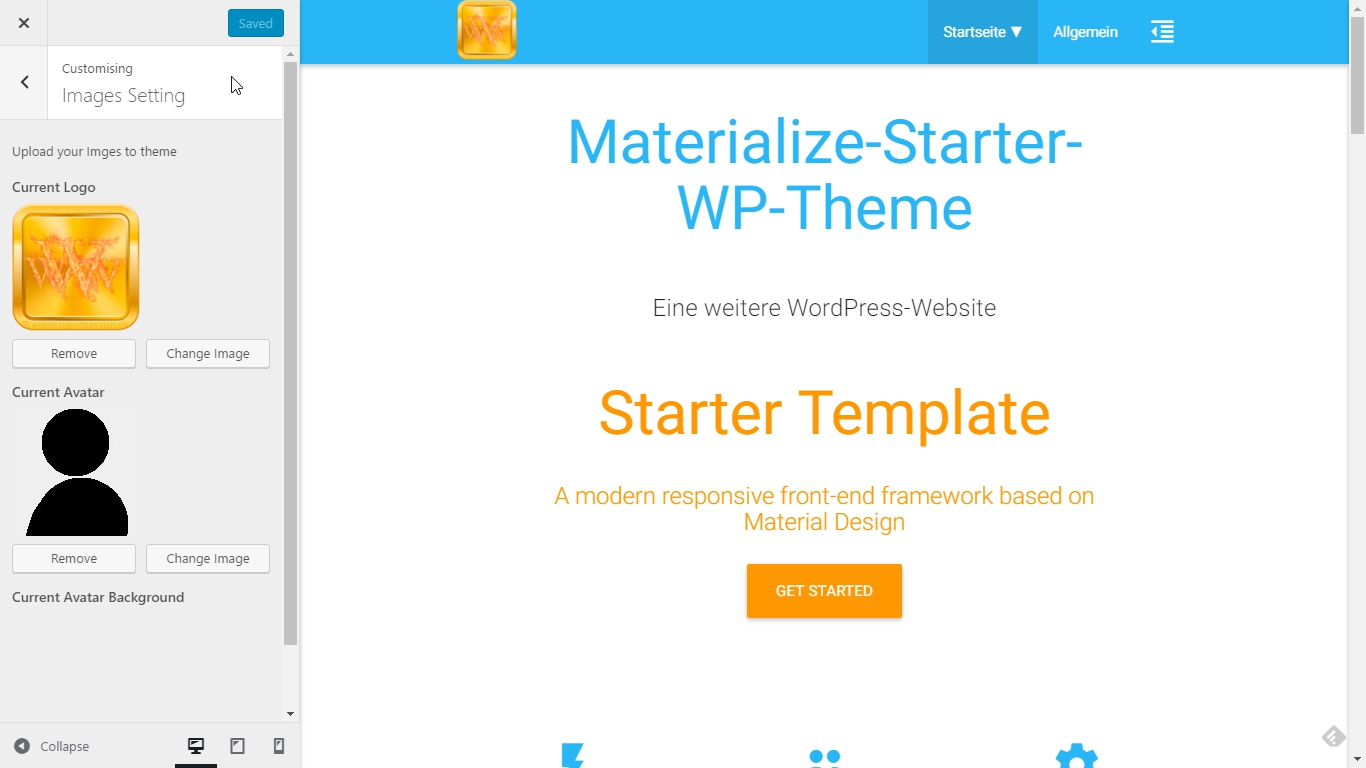 Saved
Customising
Images Setting
Upload your Imges to theme
Current Logo
Remove
Change Image
Current Avatar
Remove
Change Image
Current Avatar Background
Collapse
Startseite ▼
Allgemein
Materialize-Starter-
WP-Theme
Eine weitere WordPress-Website
Starter Template
A modern responsive front-end framework based on
Material Design
GET STARTED